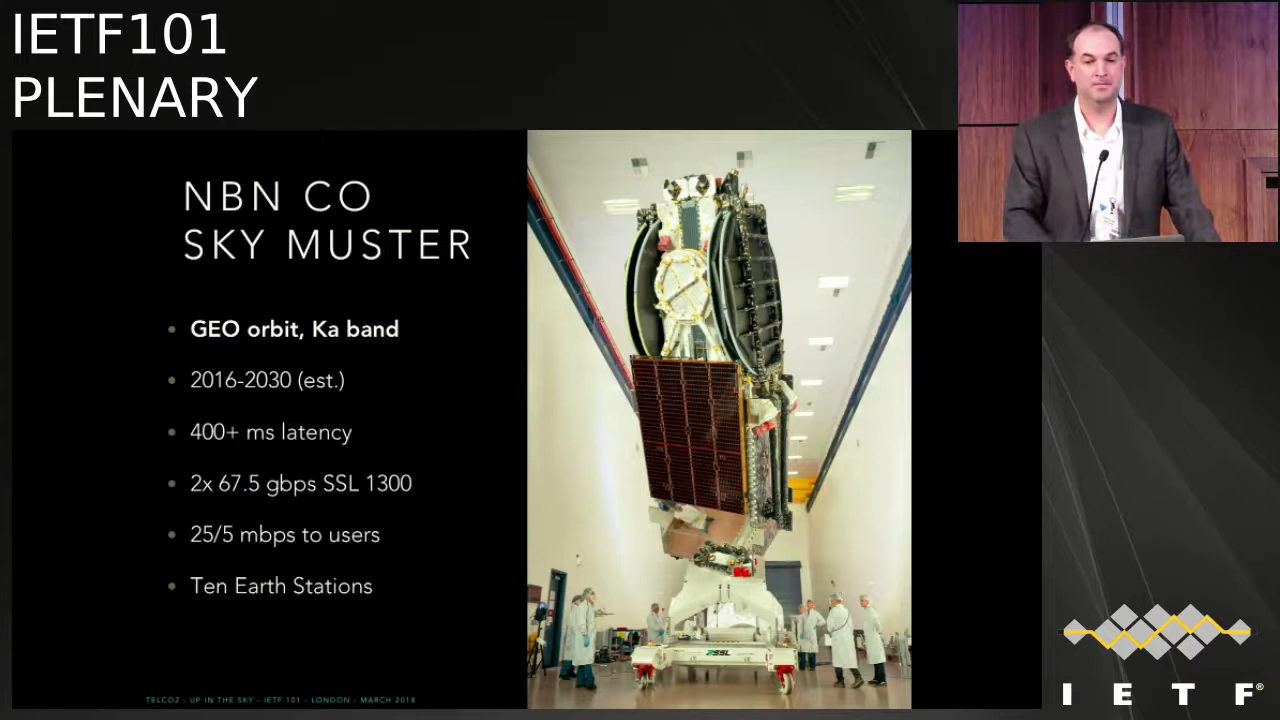 IETF101
PLENARY
NBN CO
SKY MUSTER
• GEO orbit, Ka band
• 2016-2030 (est.)
• 400+ ms latency
• 2x 67.5 gbps SSL 1300
• 25/5 mbps to users
• Ten Earth Stations
SSL
TELCO2 - UP IN THE SKY - IETF 101 - LONDON - MARCH 2018
I E T F®